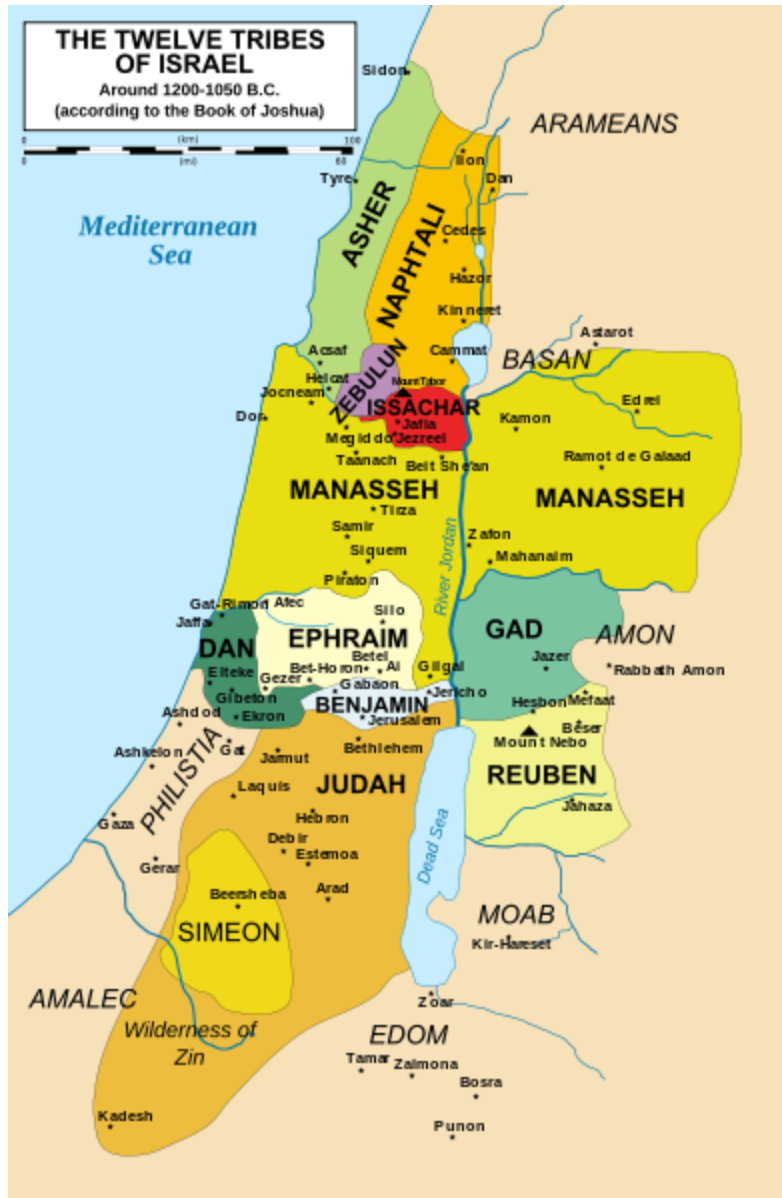 THE TWELVE TRIBES
OF ISRAEL
Around 1200-1050 B.C.
(according to the Book of Joshua)
0 (km) 100
0 (mi) 60
Sidon
ARAMEANS
Ilon
Tyre
Dan
ASHER
NAPHTALI
Mediterranean
Sea
Cedes
Hazor
Kinneret
Astarot
Acsaf
Cammat
BASAN
ZEBULUN
Helcat
Mount Tabor
Jocneam
ISSACHAR
Edrei
Dor
Kamon
Jafia
Megiddo
Jezreel
Taanach
Beit She'an
Ramot de Galaad
MANASSEH
MANASSEH
Tirza
Samir
Zafon
Siquem
Mahanaim
River Jordan
Piraton
Gat-Rimon
Afec
Silo
Jaffa
GAD
AMON
DAN
EPHRAIM
Betel
Jazer
Elteke
Bet-Horon
Ai
Gilgal
Rabbath Amon
Gezer
Gabaon
Jericho
Gibeton
Hesbon
Mefaat
BENJAMIN
Ashdod
Ekron
Jerusalem
Beser
Ashkelon
Gat
Jarmut
Bethlehem
Mount Nebo
PHILISTIA
JUDAH
REUBEN
Laquis
Jahaza
Gaza
Hebron
Dead Sea
Debir
Estemoa
Gerar
Arad
Beersheba
MOAB
SIMEON
Kir-Hareset
AMALEC
Zoar
Wilderness of
Zin
EDOM
Tamar
Zalmona
Bosra
Kadesh
Punon